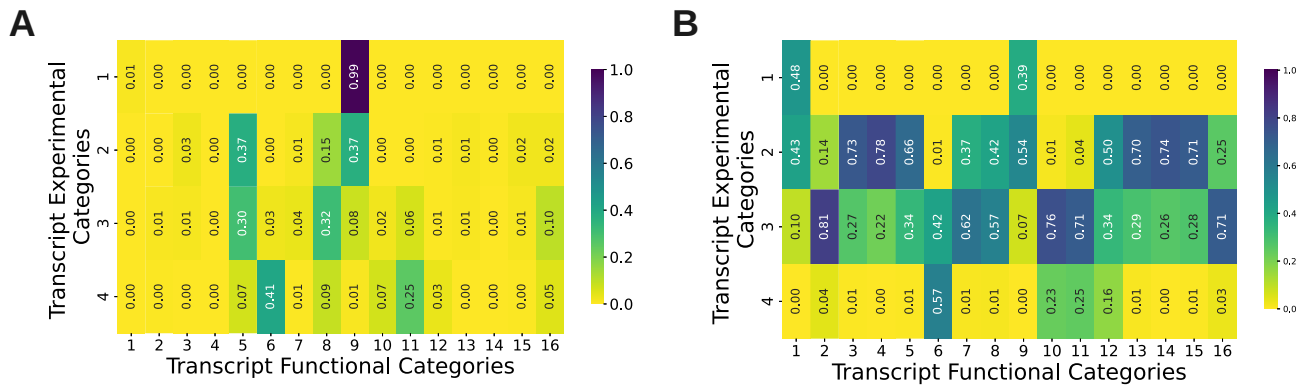 A
Transcript Experimental
Categories
1
2
3
4
0.01 0.00 0.00 0.00 0.00 0.00 0.00 0.00 0.99 0.00 0.00 0.00 0.00 0.00 0.00 0.00
0.00 0.00 0.03 0.00 0.37 0.00 0.01 0.15 0.37 0.00 0.00 0.01 0.01 0.00 0.02 0.02
0.00 0.01 0.01 0.00 0.30 0.03 0.04 0.32 0.08 0.02 0.06 0.01 0.00 0.00 0.01 0.10
0.00 0.00 0.00 0.00 0.07 0.41 0.01 0.09 0.01 0.07 0.25 0.03 0.00 0.00 0.00 0.05
1 2 3 4 5 6 7 8 9 10 11 12 13 14 15 16
Transcript Functional Categories
1.0
0.8
0.6
0.4
0.2
0.0
B
Transcript Experimental
Categories
1
2
3
4
0.48 0.00 0.00 0.00 0.00 0.00 0.00 0.00 0.39 0.00 0.00 0.00 0.00 0.00 0.00 0.00
0.43 0.14 0.73 0.78 0.66 0.01 0.37 0.42 0.54 0.01 0.04 0.50 0.70 0.74 0.71 0.25
0.10 0.81 0.27 0.22 0.34 0.42 0.62 0.57 0.07 0.76 0.71 0.34 0.29 0.26 0.28 0.71
0.00 0.04 0.01 0.00 0.01 0.57 0.01 0.01 0.00 0.23 0.25 0.16 0.01 0.00 0.01 0.03
1 2 3 4 5 6 7 8 9 10 11 12 13 14 15 16
Transcript Functional Categories
1.0
0.8
0.6
0.4
0.2
0.0